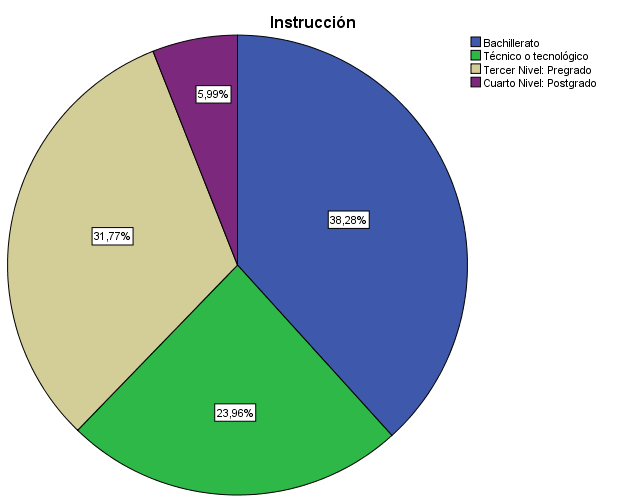 Instrucción
Bachillerato
Técnico o tecnológico
Tercer Nivel: Pregrado
Cuarto Nivel: Postgrado
5,99%
38,28%
31,77%
23,96%